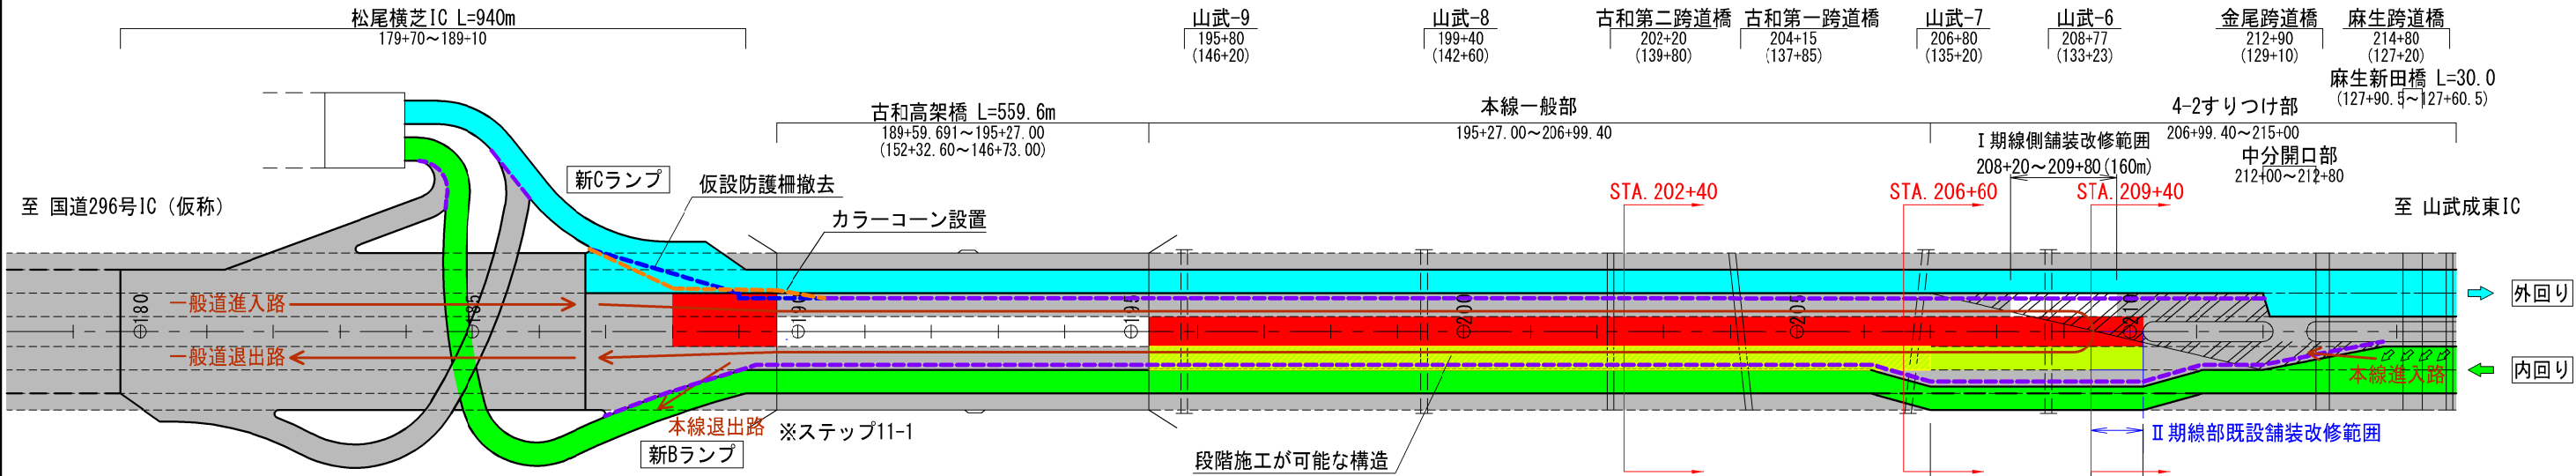 松尾横芝IC L=940m
179+70～189+10
山武-9
195+80
(146+20)
山武-8
199+40
(142+60)
古和第二跨道橋
202+20
(139+80)
古和第一跨道橋
204+15
(137+85)
山武-7
206+80
(135+20)
山武-6
208+77
(133+23)
金尾跨道橋
212+90
(129+10)
麻生跨道橋
214+80
(127+20)
麻生新田橋 L=30.0
(127+90.5～127+60.5)
古和高架橋 L=559.6m
189+59.691～195+27.00
(152+32.60～146+73.00)
本線一般部
195+27.00～206+99.40
4-2すりつけ部
206+99.40～215+00
Ⅰ期線側舗装改修範囲
208+20～209+80(160m)
中分開口部
212+00～212+80
新Cランプ
仮設防護柵撤去
カラーコーン設置
STA.202+40
STA.206+60
STA.209+40
至 国道296号IC（仮称）
至 山武成東IC
一般道進入路
一般道退出路
180
185
190
195
200
205
210
外回り
内回り
本線進入路
本線退出路
※ステップ11-1
新Bランプ
段階施工が可能な構造
Ⅱ期線部既設舗装改修範囲